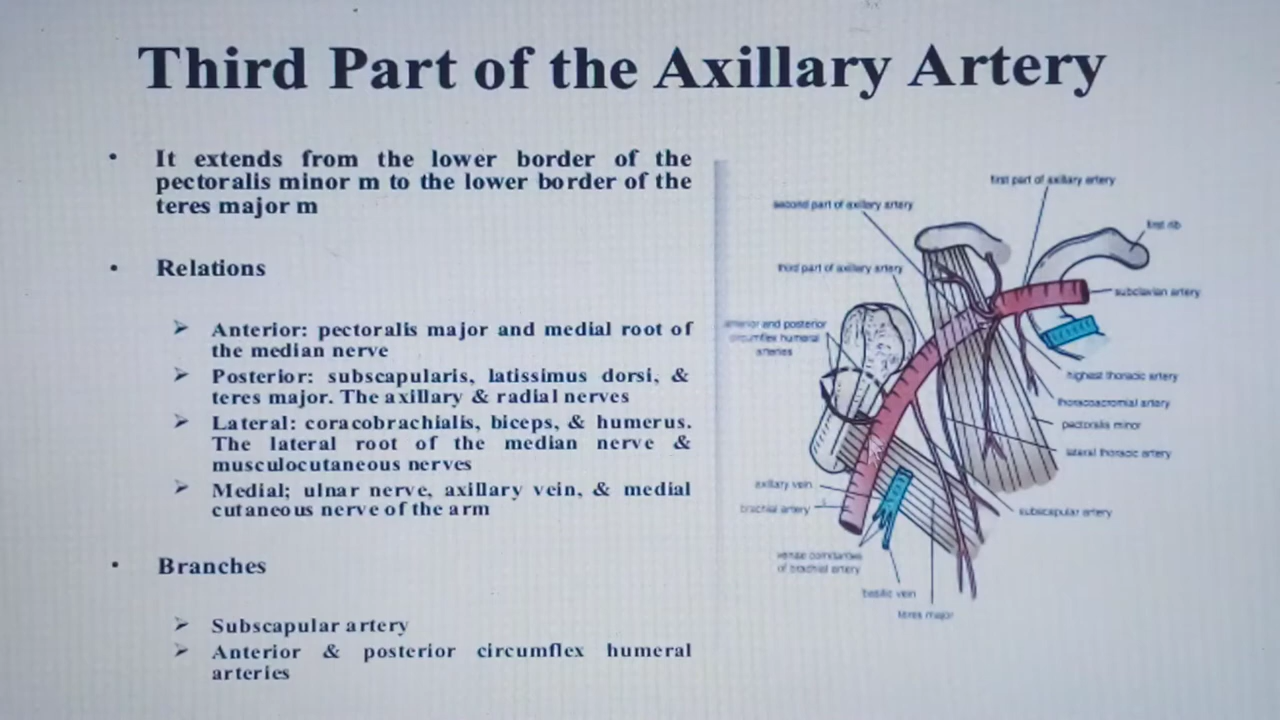 Third Part of the Axillary Artery
• It extends from the lower border of the
pectoralis minor m to the lower border of the
teres major m
• Relations
➢ Anterior: pectoralis major and medial root of
the median nerve
➢ Posterior: subscapularis, latissimus dorsi, &
teres major. The axillary & radial nerves
➢ Lateral: coracobrachialis, biceps, & humerus.
The lateral root of the median nerve &
musculocutaneous nerves
➢ Medial; ulnar nerve, axillary vein, & medial
cutaneous nerve of the arm
• Branches
➢ Subscapular artery
➢ Anterior & posterior circumflex humeral
arteries
first part of axillary artery
second part of axillary artery
first rib
third part of axillary artery
subclavian artery
anterior and posterior
circumflex humeral
arteries
highest thoracic artery
thoracoacromial artery
pectoralis minor
lateral thoracic artery
axillary vein
brachial artery
subscapular artery
venae comitantes
of brachial artery
basilic vein
teres major